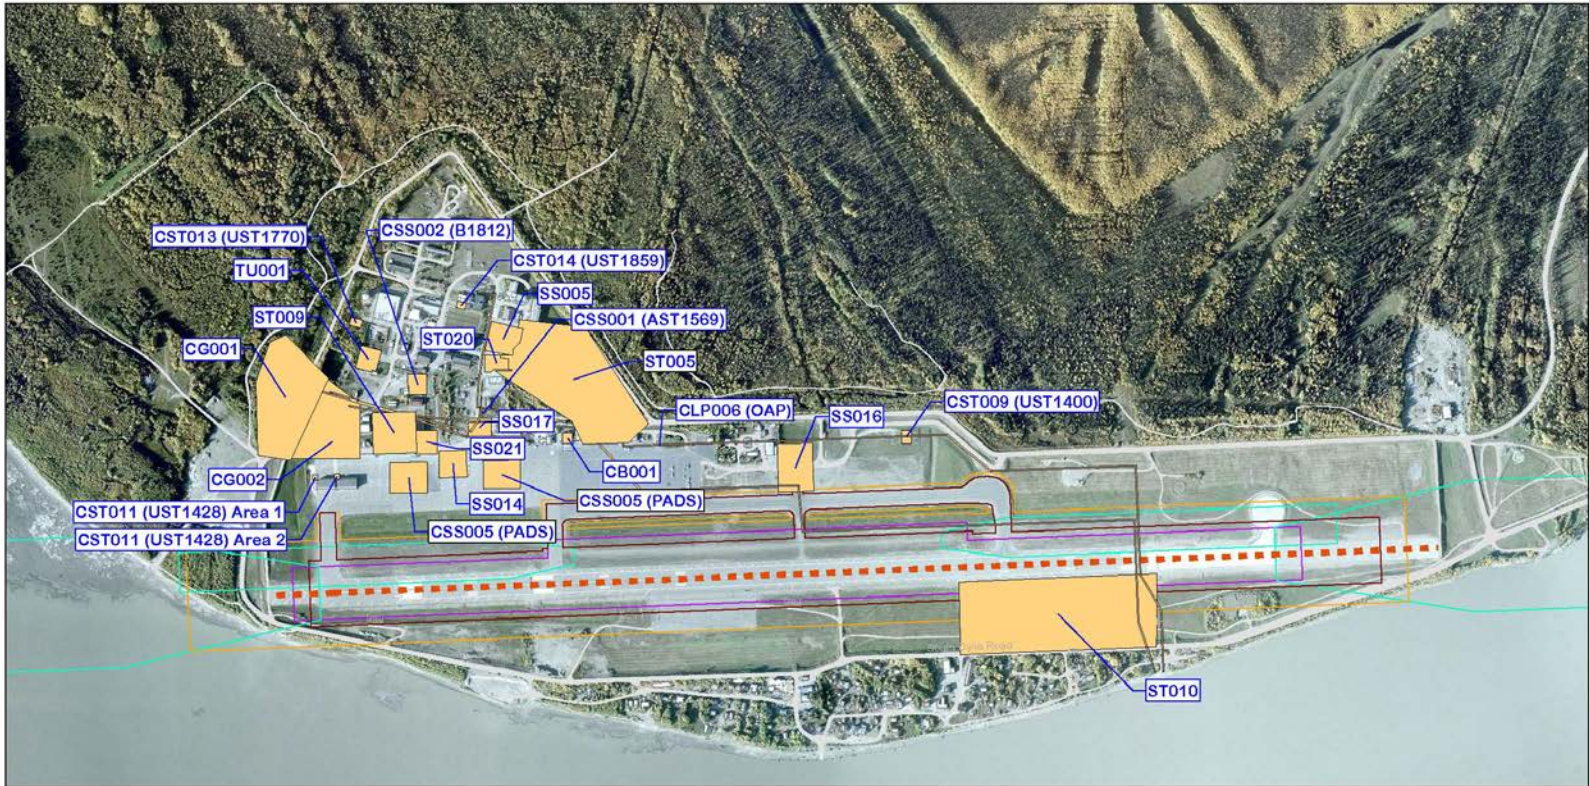 CST013 (UST1770)
CSS002 (B1812)
CST014 (UST1859)
TU001
SS005
ST009
CSS001 (AST1569)
ST020
CG001
ST005
CLP006 (OAP)
CST009 (UST1400)
SS017
SS016
SS021
CB001
CG002
SS014
CSS005 (PADS)
CST011 (UST1428) Area 1
CSS005 (PADS)
CST011 (UST1428) Area 2
Road
ST010